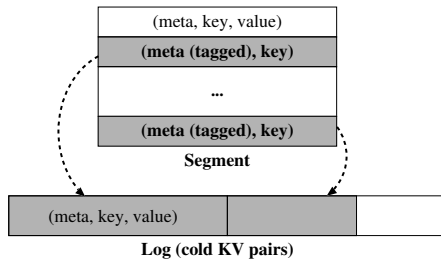 (meta, key, value)
(meta (tagged), key)
...
(meta (tagged), key)
Segment
(meta, key, value)
Log (cold KV pairs)